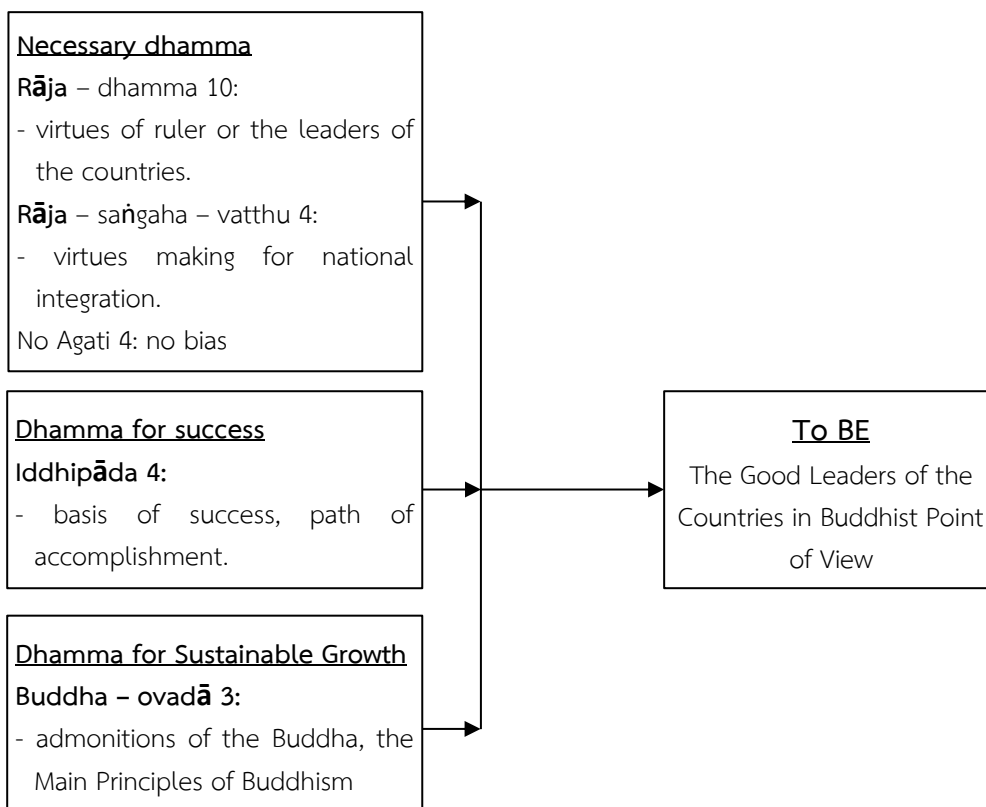 Necessary dhamma
Rāja – dhamma 10:
- virtues of ruler or the leaders of
the countries.
Rāja – saṅgaha – vatthu 4:
- virtues making for national
integration.
No Agati 4: no bias
Dhamma for success
Iddhipāda 4:
- basis of success, path of
accomplishment.
Dhamma for Sustainable Growth
Buddha – ovadā 3:
- admonitions of the Buddha, the
Main Principles of Buddhism
To BE
The Good Leaders of the
Countries in Buddhist Point
of View